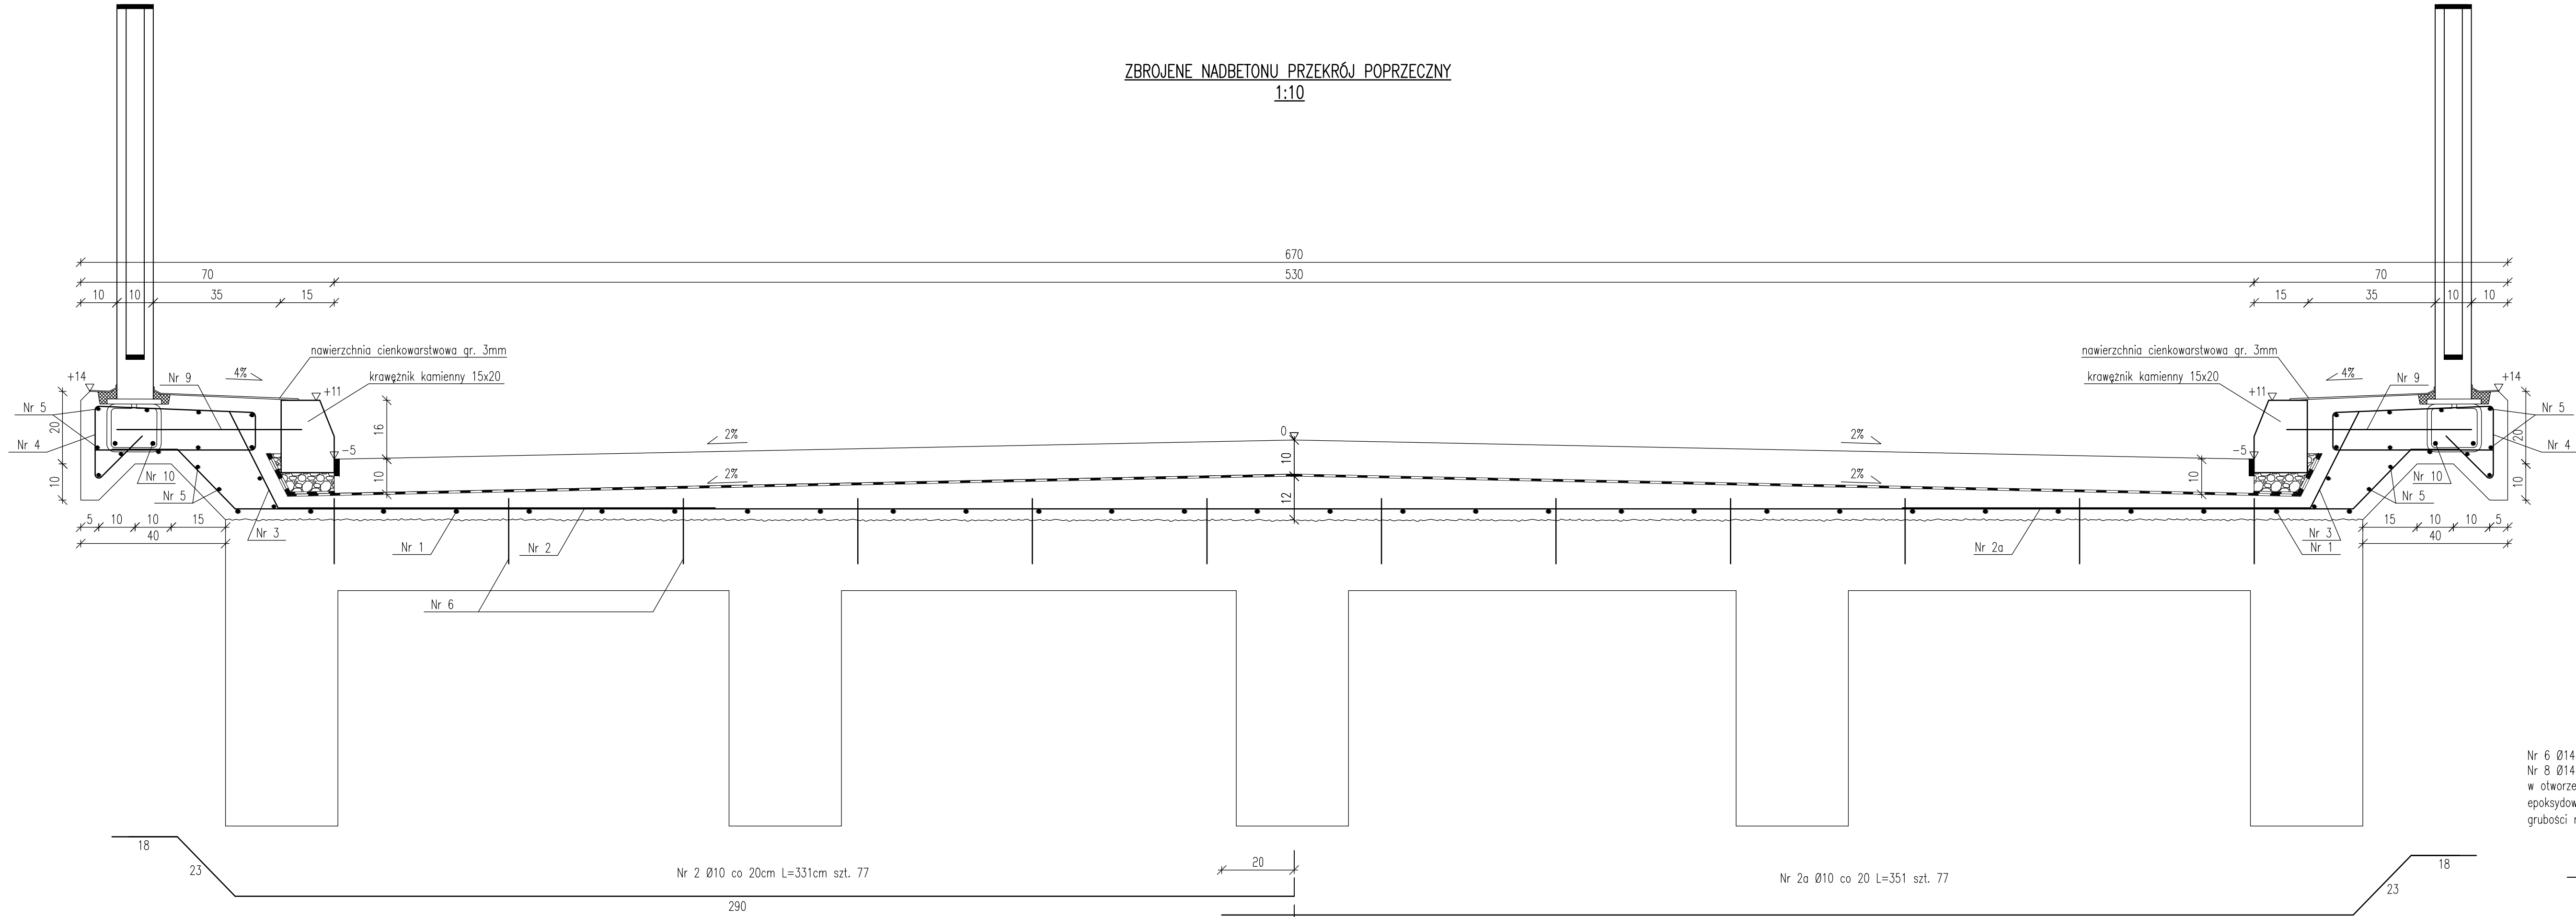 ZBROJENE NADBETONU PRZEKRÓJ POPRZECZNY
1:10
670
70
530
70
10
10
35
15
15
35
10
10
nawierzchnia cienkowarstwowa gr. 3mm
nawierzchnia cienkowarstwowa gr. 3mm
+14
4%
Nr 9
krawężnik kamienny 15x20
krawężnik kamienny 15x20
4%
Nr 9
+14
+11
+11
Nr 5
Nr 4
20
10
16
10
-5
2%
2%
0
10
12
2%
2%
-5
10
Nr 5
Nr 4
20
10
Nr 10
Nr 5
Nr 10
Nr 5
5
10
10
15
40
Nr 3
Nr 1
Nr 2
Nr 2a
Nr 3
Nr 1
15
10
10
5
40
Nr 6
Nr 6 Ø14
Nr 8 Ø14
w otworze
epoksydow
grubości
18
23
Nr 2 Ø10 co 20cm L=331cm szt. 77
290
20
Nr 2a Ø10 co 20 L=351 szt. 77
18
23